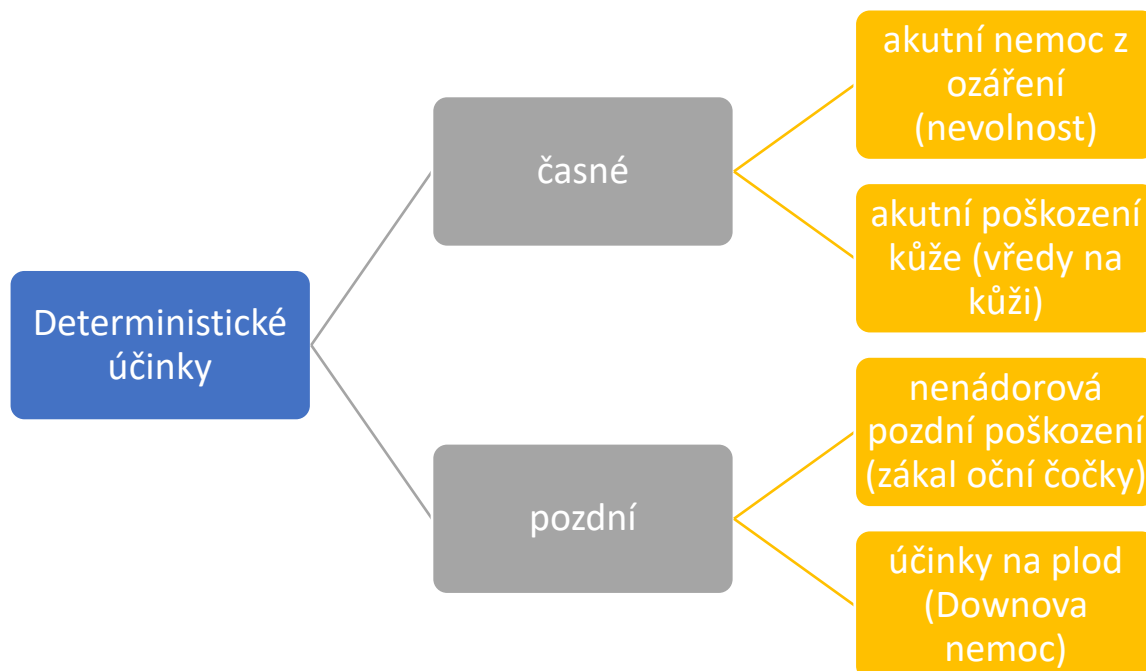 Deterministické
účinky
časné
akutní nemoc z
ozáření
(nevolnost)
akutní poškození
kůže (vředy na
kůži)
pozdní
nenádorová
pozdní poškození
(zákal oční čočky)
účinky na plod
(Downova
nemoc)